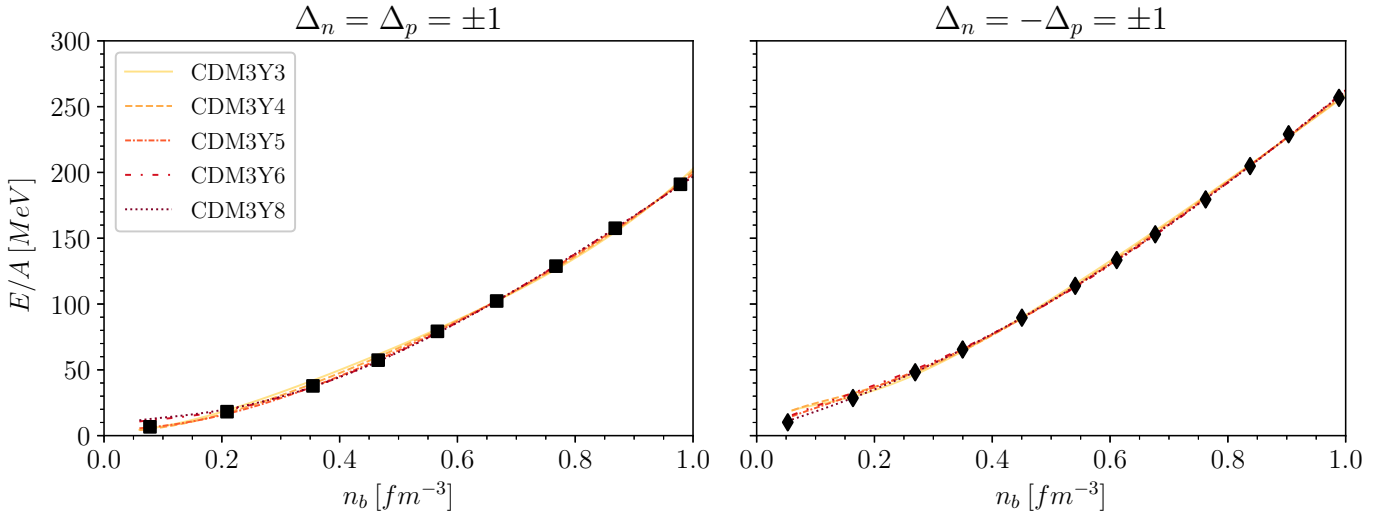 Δn = Δp = ±1
Δn = −Δp = ±1
300
250
200
150
100
50
0
E/A [MeV]
CDM3Y3
CDM3Y4
CDM3Y5
CDM3Y6
CDM3Y8
0.0 0.2 0.4 0.6 0.8 1.0
0.2 0.4 0.6 0.8 1.0
nb [fm−3]
nb [fm−3]